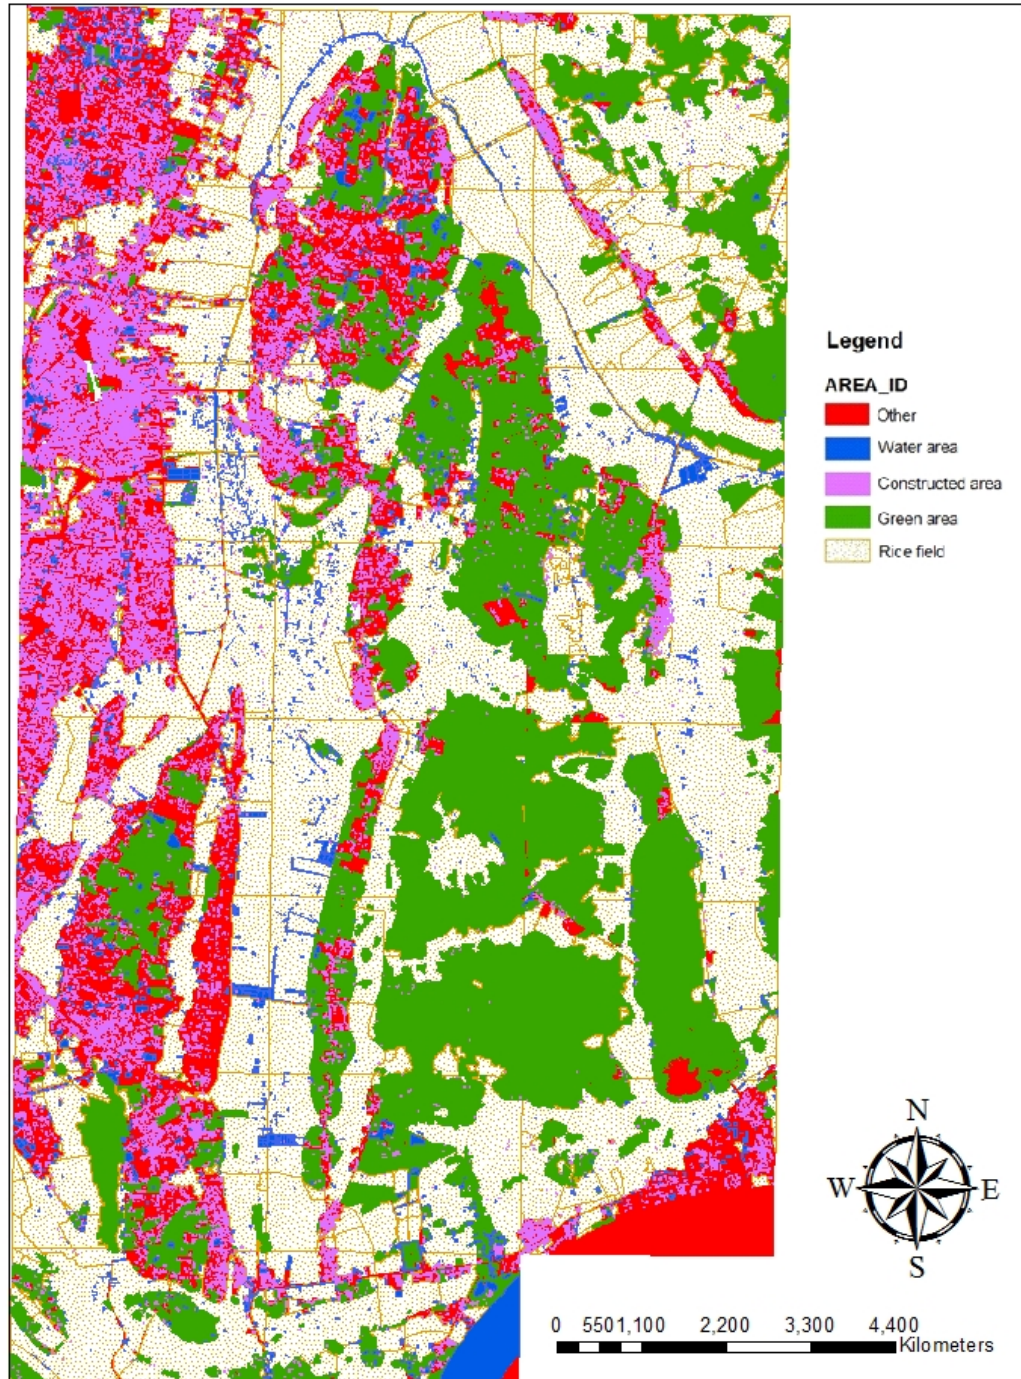 Legend
AREA_ID
Other
Water area
Constructed area
Green area
Rice field
N
W E
S
0 5501,100 2,200 3,300 4,400
Kilometers